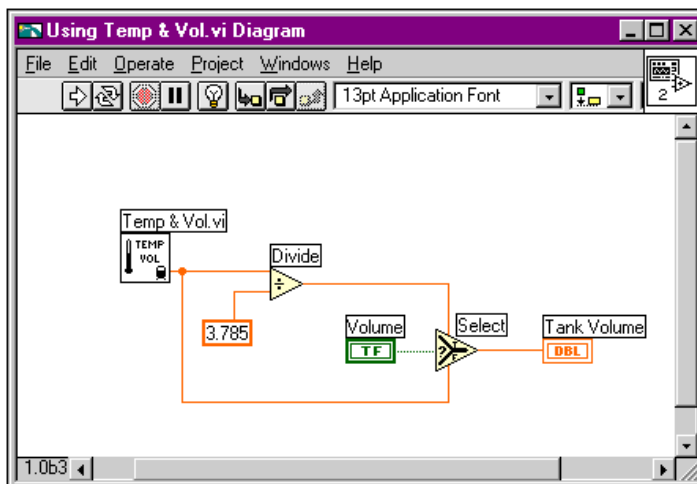 Using Temp & Vol.vi Diagram
File Edit Operate Project Windows Help
13pt Application Font
2
Temp & Vol.vi
TEMP
VOL
Divide
÷
3.785
Volume
TF
Select
?
Tank Volume
DBL
1.0b3